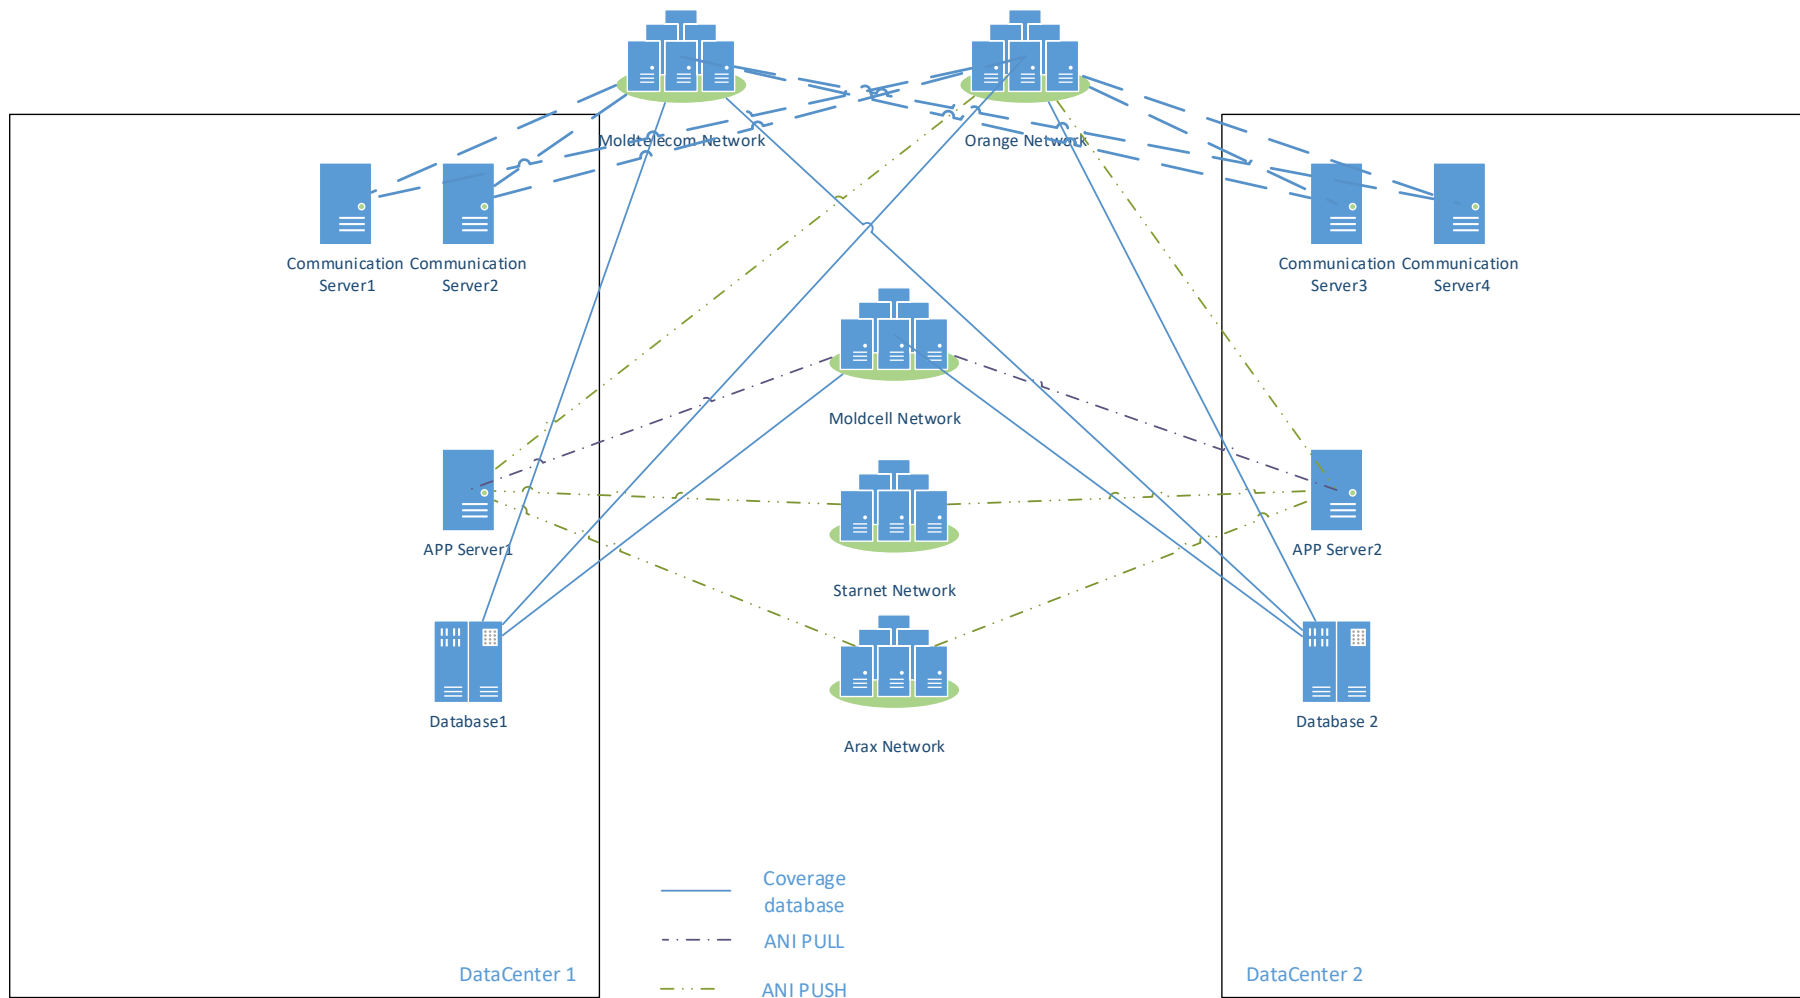 Moldtelecom Network
Orange Network
Communication
Server1
Communication
Server2
Communication
Server3
Communication
Server4
Moldcell Network
APP Server1
APP Server2
Starnet Network
Database1
Database 2
Arax Network
Coverage
database
ANI PULL
ANI PUSH
DataCenter 1
DataCenter 2